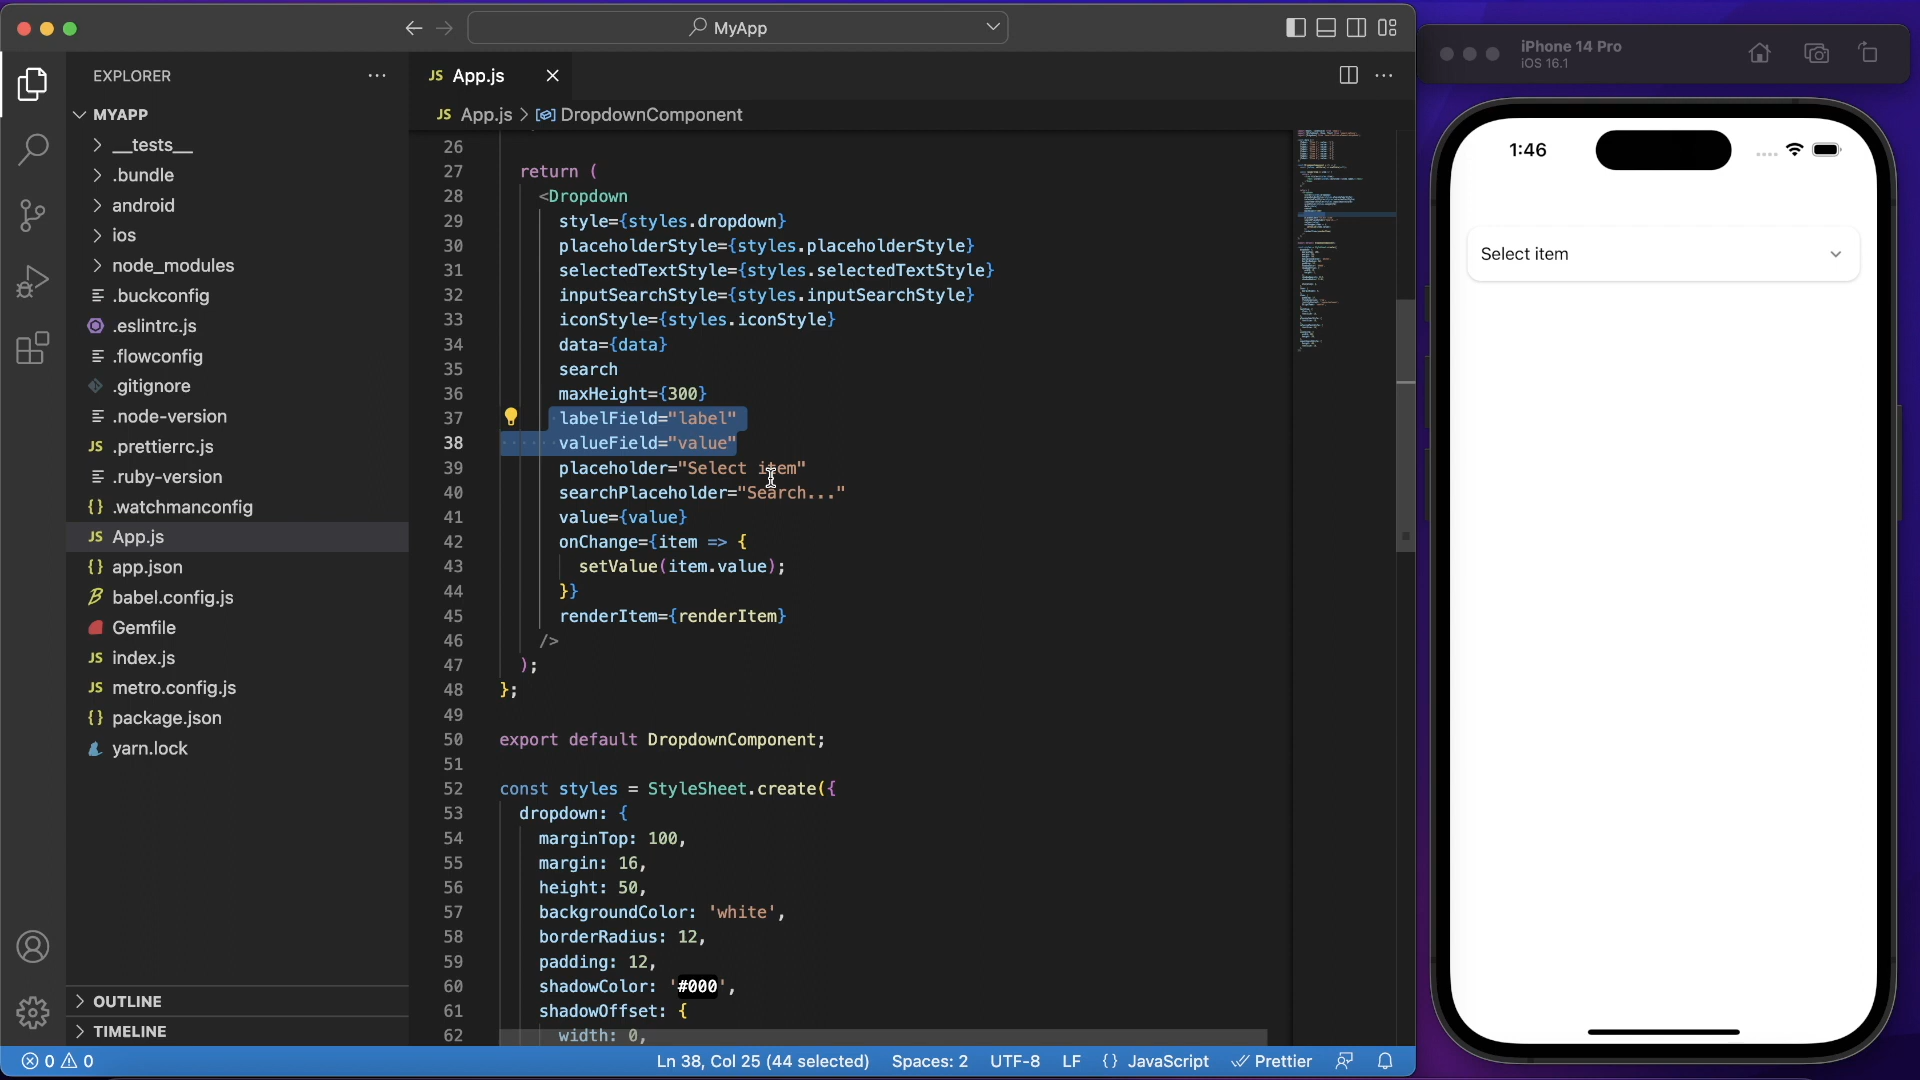 MyApp
EXPLORER
MYAPP
__tests__
.bundle
android
ios
node_modules
.buckconfig
.eslintrc.js
.flowconfig
.gitignore
.node-version
JS .prettierrc.js
.ruby-version
{} .watchmanconfig
JS App.js
{} app.json
babel.config.js
Gemfile
JS index.js
JS metro.config.js
{} package.json
yarn.lock
OUTLINE
TIMELINE
JS App.js
JS App.js > DropdownComponent
26
27 return (
28 <Dropdown
29 style={styles.dropdown}
30 placeholderStyle={styles.placeholderStyle}
31 selectedTextStyle={styles.selectedTextStyle}
32 inputSearchStyle={styles.inputSearchStyle}
33 iconStyle={styles.iconStyle}
34 data={data}
35 search
36 maxHeight={300}
37 labelField="label"
38 valueField="value"
39 placeholder="Select item"
40 searchPlaceholder="Search..."
41 value={value}
42 onChange={item => {
43 setValue(item.value);
44 }}
45 renderItem={renderItem}
46 />
47 );
48 };
49
50 export default DropdownComponent;
51
52 const styles = StyleSheet.create({
53 dropdown: {
54 marginTop: 100,
55 margin: 16,
56 height: 50,
57 backgroundColor: 'white',
58 borderRadius: 12,
59 padding: 12,
60 shadowColor: '#000',
61 shadowOffset: {
62 width: 0,
0 0
Ln 38, Col 25 (44 selected) Spaces: 2 UTF-8 LF {} JavaScript Prettier
iPhone 14 Pro
iOS 16.1
1:46
Select item